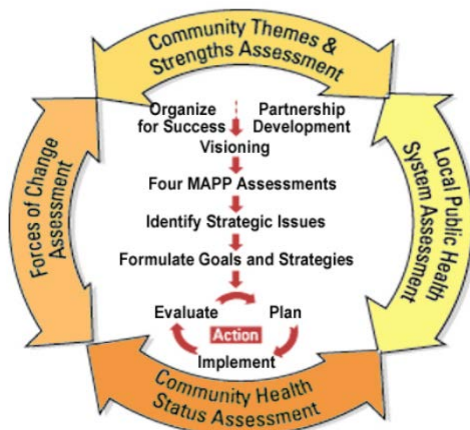 Community Themes &
Strengths Assessment
Organize
for Success
Partnership
Development
Visioning
Four MAPP Assessments
Identify Strategic Issues
Formulate Goals and Strategies
Evaluate
Plan
Action
Implement
Forces of Change
Assessment
Local Public Health
System Assessment
Community Health
Status Assessment